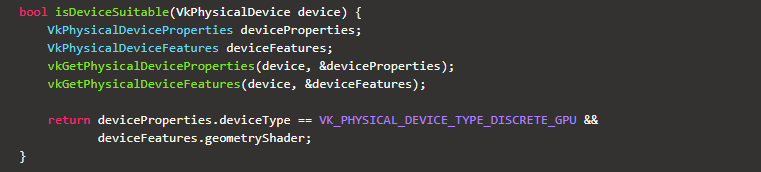 bool isDeviceSuitable(VkPhysicalDevice device) {
    VkPhysicalDeviceProperties deviceProperties;
    VkPhysicalDeviceFeatures deviceFeatures;
    vkGetPhysicalDeviceProperties(device, &deviceProperties);
    vkGetPhysicalDeviceFeatures(device, &deviceFeatures);

    return deviceProperties.deviceType == VK_PHYSICAL_DEVICE_TYPE_DISCRETE_GPU &&
           deviceFeatures.geometryShader;
}